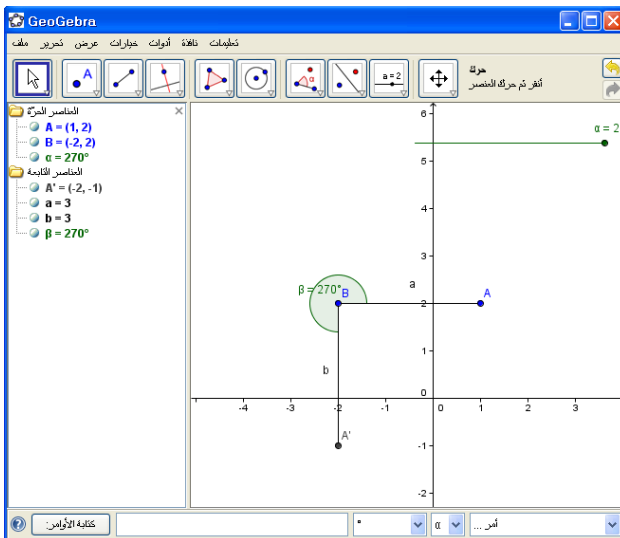 GeoGebra
ملف تحرير عرض خيارات أدوات نافذة تعليمات
A α a = 2
حرك
أنقر ثم حرك العنصر
العناصر الحرّة
A = (1, 2)
B = (-2, 2)
α = 270°
العناصر التابعة
A' = (-2, -1)
a = 3
b = 3
β = 270°
α = 2
6
5
4
3
2
1
0
-1
-2
-4 -3 -2 -1 0 1 2 3
β = 270°
B
a
A
b
A'
كتابة الأوامر:
° α أمر ...